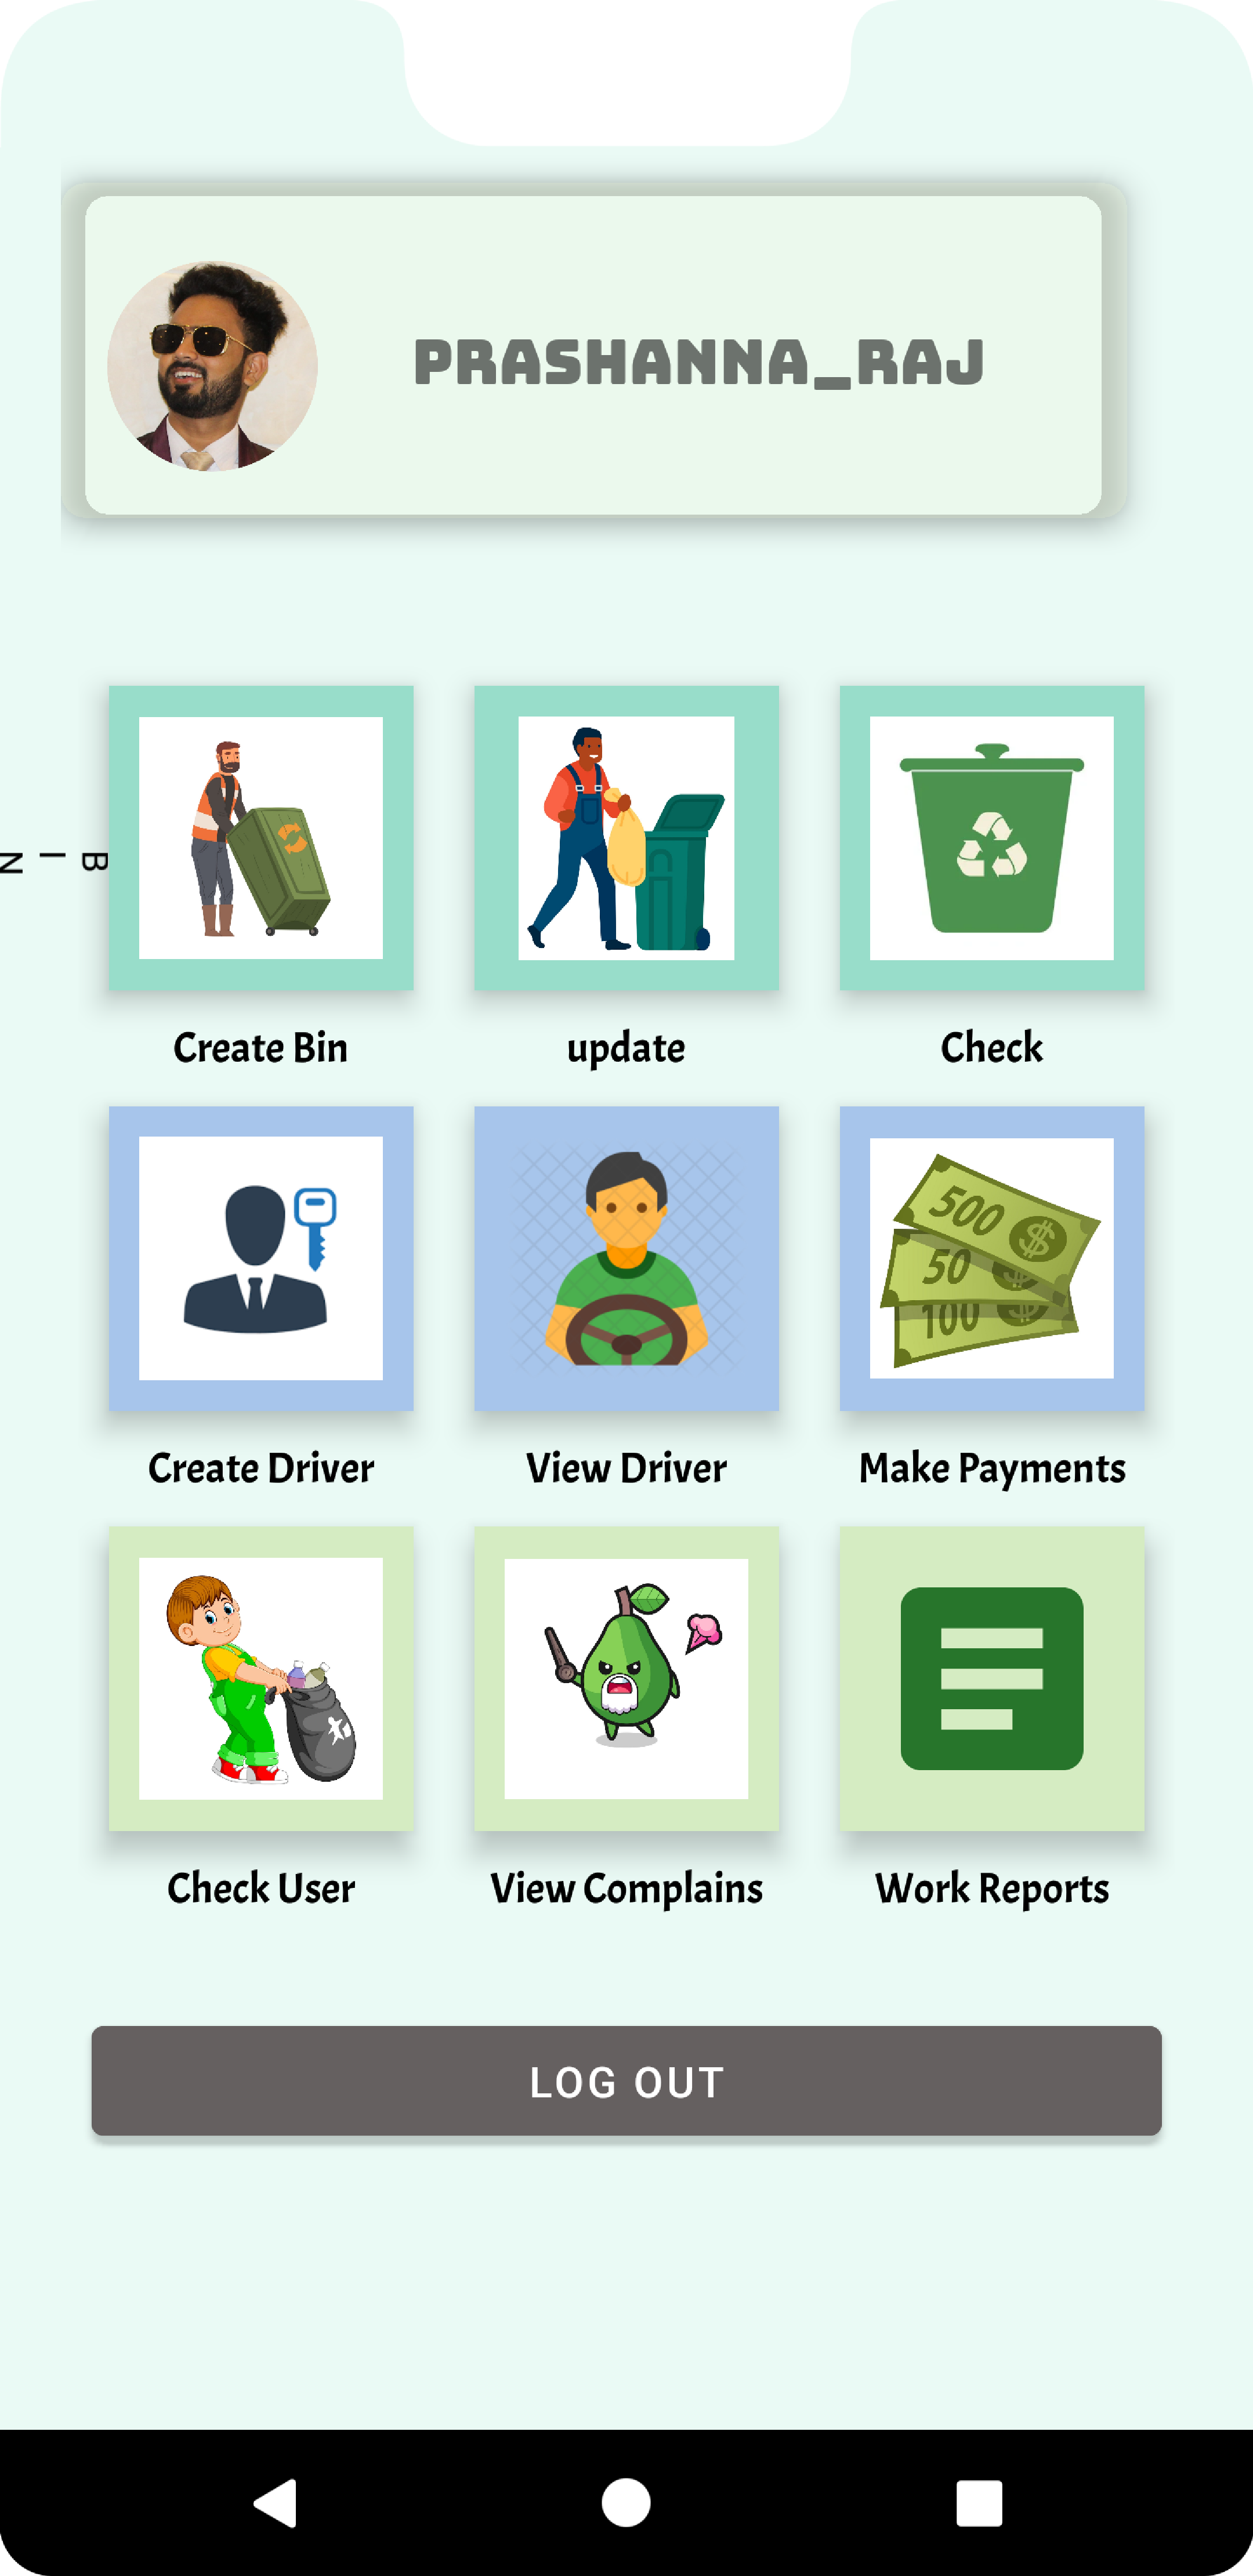 PRASHANNA_RAJ
B
I
N
Create Bin
update
Check
500
50
100
Create Driver
View Driver
Make Payments
Check User
View Complains
Work Reports
LOG OUT